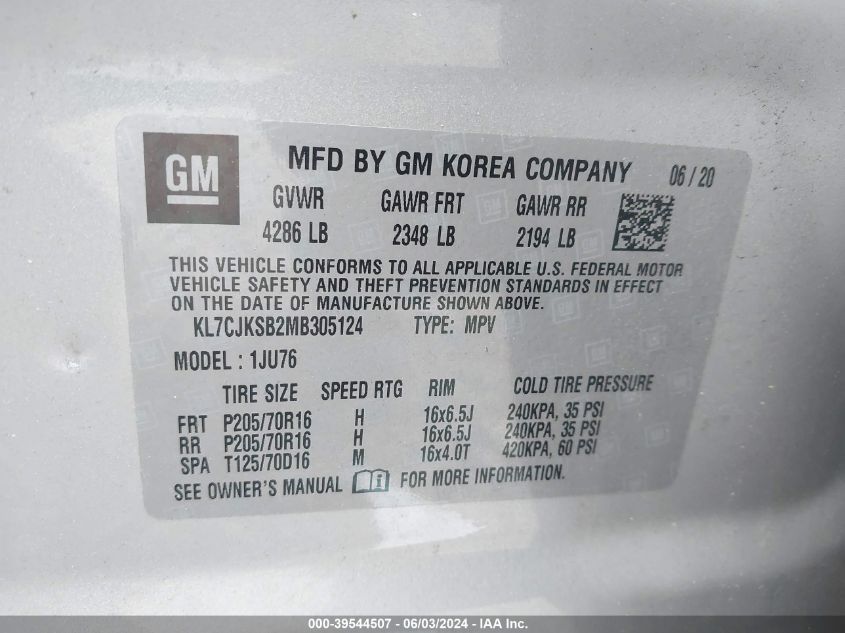 GM
MFD BY GM KOREA COMPANY 06 / 20
GVWR GAWR FRT GAWR RR
4286 LB 2348 LB 2194 LB
THIS VEHICLE CONFORMS TO ALL APPLICABLE U.S. FEDERAL MOTOR
VEHICLE SAFETY AND THEFT PREVENTION STANDARDS IN EFFECT
ON THE DATE OF MANUFACTURE SHOWN ABOVE.
KL7CJKSB2MB305124 TYPE: MPV
MODEL : 1JU76
TIRE SIZE SPEED RTG RIM COLD TIRE PRESSURE
FRT P205/70R16 H 16x6.5J 240KPA, 35 PSI
RR P205/70R16 H 16x6.5J 240KPA, 35 PSI
SPA T125/70D16 M 16x4.0T 420KPA, 60 PSI
SEE OWNER'S MANUAL FOR MORE INFORMATION.
000-39544507 - 06/03/2024 - IAA Inc.